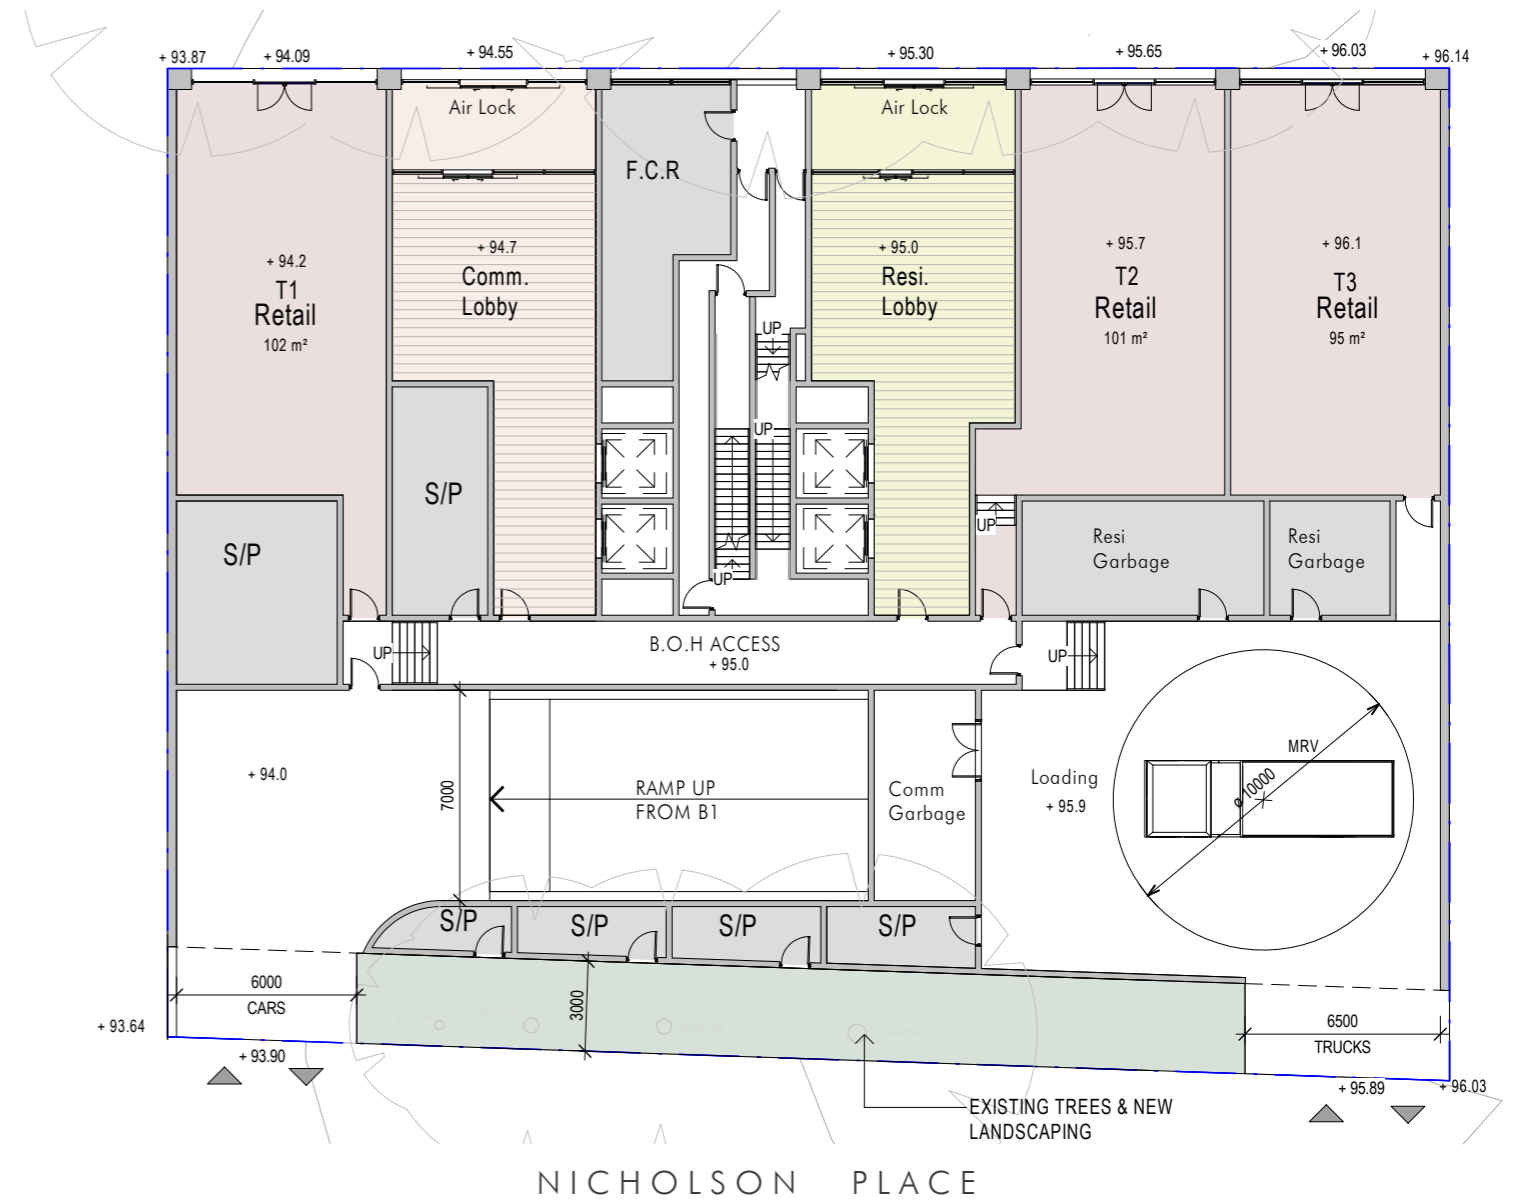 + 93.87
+ 94.09
+ 94.55
+ 95.30
+ 95.65
+ 96.03
+ 96.14
Air Lock
Air Lock
F.C.R
+ 94.2
T1
Retail
102 m²
+ 94.7
Comm.
Lobby
+ 95.0
Resi.
Lobby
+ 95.7
T2
Retail
101 m²
+ 96.1
T3
Retail
95 m²
UP
UP
UP
UP
S/P
S/P
Resi
Garbage
Resi
Garbage
UP
B.O.H ACCESS
+ 95.0
UP
+ 94.0
7000
RAMP UP
FROM B1
Comm
Garbage
Loading
+ 95.9
MRV
ø 10000
S/P
S/P
S/P
S/P
6000
CARS
3000
6500
TRUCKS
+ 93.64
+ 93.90
+ 95.89
+ 96.03
EXISTING TREES & NEW
LANDSCAPING
NICHOLSON PLACE